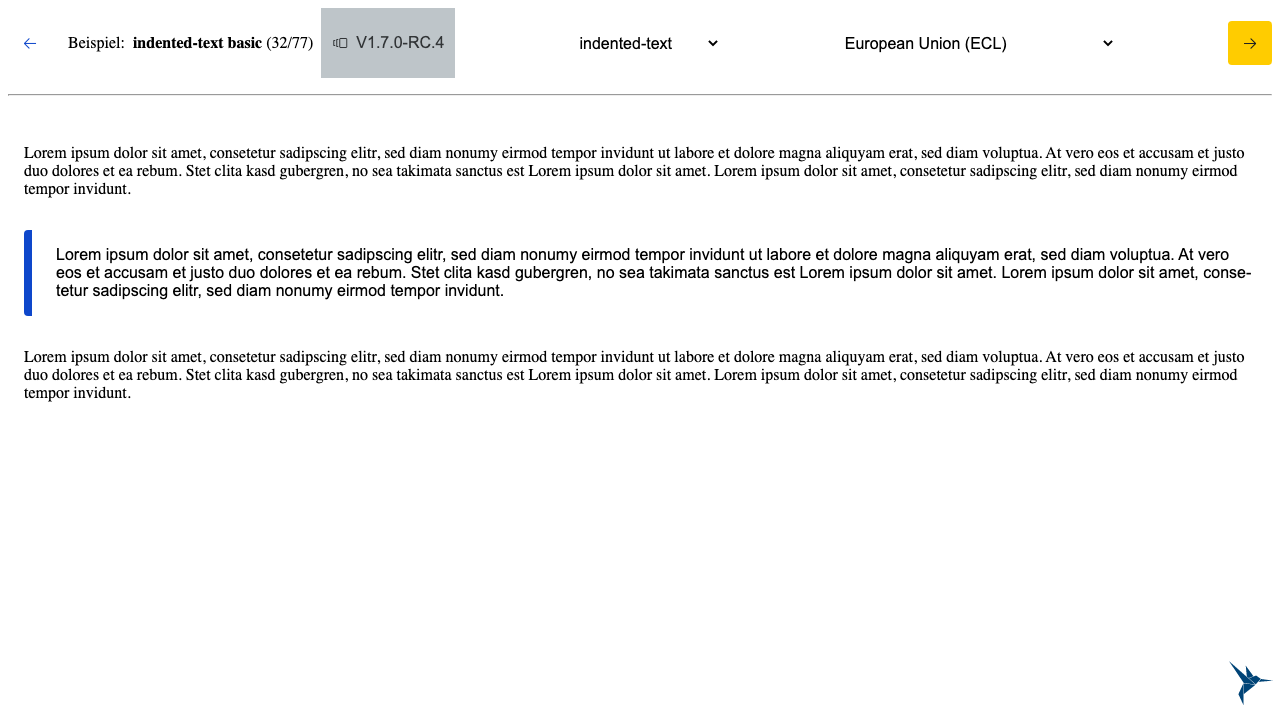 Beispiel: indented-text basic (32/77) V1.7.0-RC.4 indented-text European Union (ECL)
Lorem ipsum dolor sit amet, consetetur sadipscing elitr, sed diam nonumy eirmod tempor invidunt ut labore et dolore magna aliquyam erat, sed diam voluptua. At vero eos et accusam et justo
duo dolores et ea rebum. Stet clita kasd gubergren, no sea takimata sanctus est Lorem ipsum dolor sit amet. Lorem ipsum dolor sit amet, consetetur sadipscing elitr, sed diam nonumy eirmod
tempor invidunt.
Lorem ipsum dolor sit amet, consetetur sadipscing elitr, sed diam nonumy eirmod tempor invidunt ut labore et dolore magna aliquyam erat, sed diam voluptua. At vero
eos et accusam et justo duo dolores et ea rebum. Stet clita kasd gubergren, no sea takimata sanctus est Lorem ipsum dolor sit amet. Lorem ipsum dolor sit amet, conse-
tetur sadipscing elitr, sed diam nonumy eirmod tempor invidunt.
Lorem ipsum dolor sit amet, consetetur sadipscing elitr, sed diam nonumy eirmod tempor invidunt ut labore et dolore magna aliquyam erat, sed diam voluptua. At vero eos et accusam et justo
duo dolores et ea rebum. Stet clita kasd gubergren, no sea takimata sanctus est Lorem ipsum dolor sit amet. Lorem ipsum dolor sit amet, consetetur sadipscing elitr, sed diam nonumy eirmod
tempor invidunt.